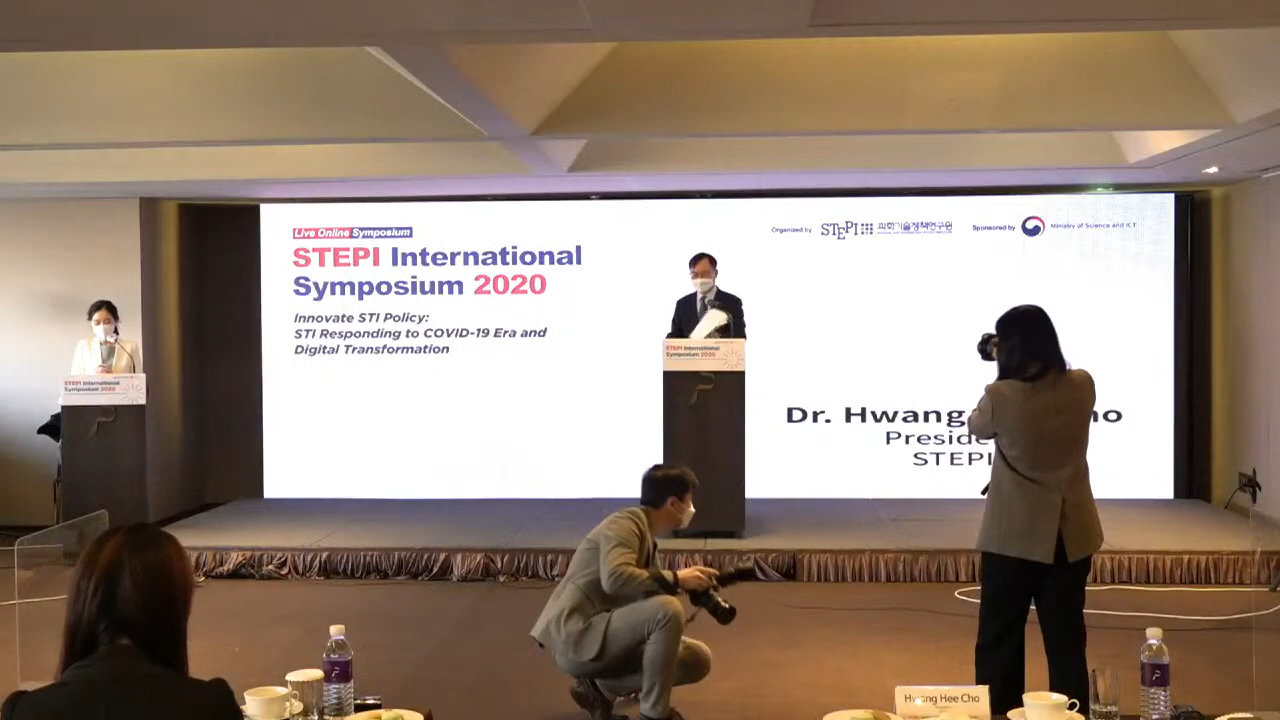 Live Online Symposium
STEPI International
Symposium 2020
Innovate STI Policy:
STI Responding to COVID-19 Era and
Digital Transformation
Organized by STEPI 과학기술정책연구원 Sponsored by Ministry of Science and ICT
STEPI International
Symposium 2020
STEPI International
Symposium 2020
Dr. Hwang
STEPI
Hwang Hee Cho